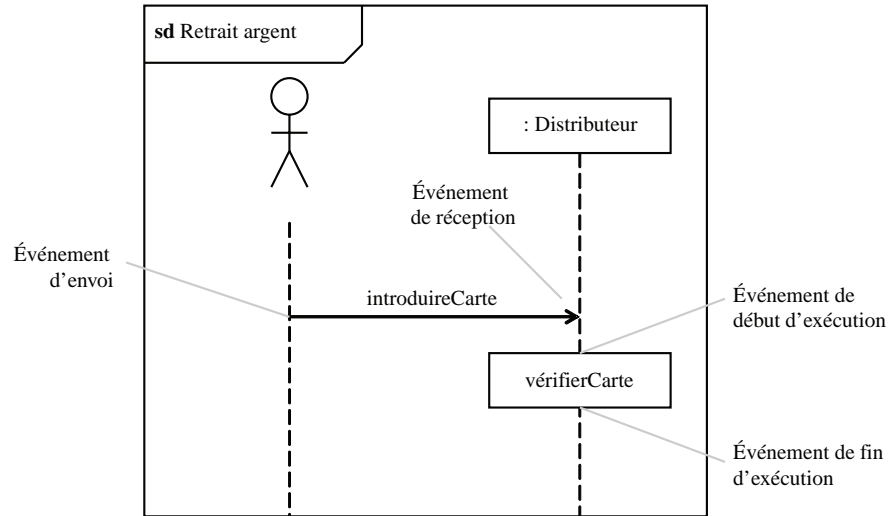 sd Retrait argent
: Distributeur
Événement
de réception
Événement
d’envoi
introduireCarte
Événement de
début d’exécution
vérifierCarte
Événement de fin
d’exécution